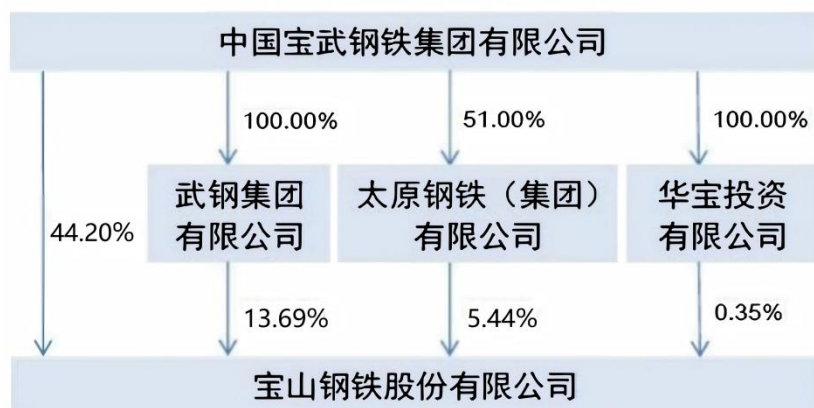 中国宝武钢铁集团有限公司
100.00%
51.00%
100.00%
武钢集团
有限公司
太原钢铁（集团）
有限公司
华宝投资
有限公司
44.20%
13.69%
5.44%
0.35%
宝山钢铁股份有限公司